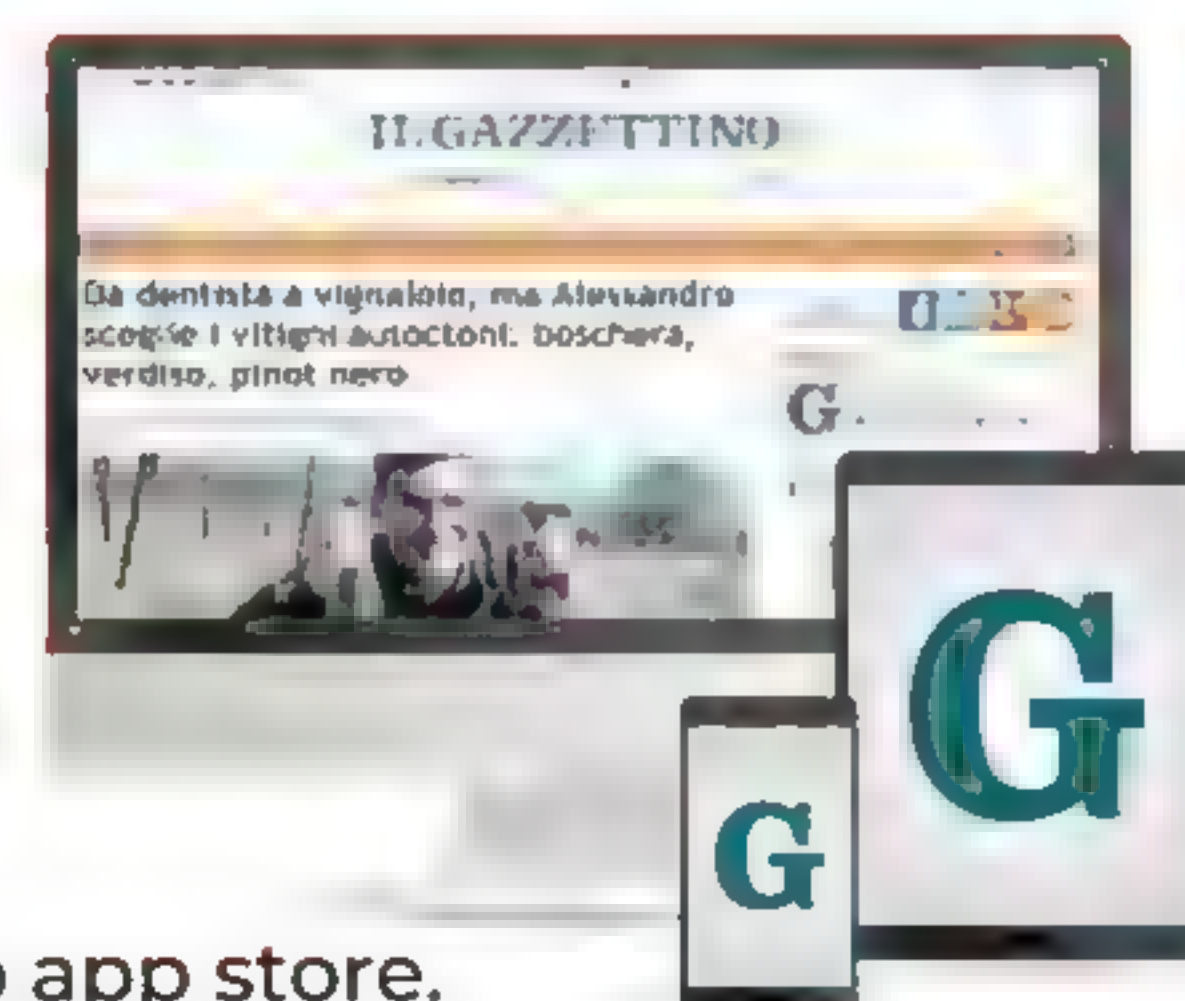 IL GAZZETTINO
Da dentista a vignaiolo, ma Alessandro
sceglie i vitigni autoctoni: boschera,
verdiso, pinot nero
G
G
G
app store.